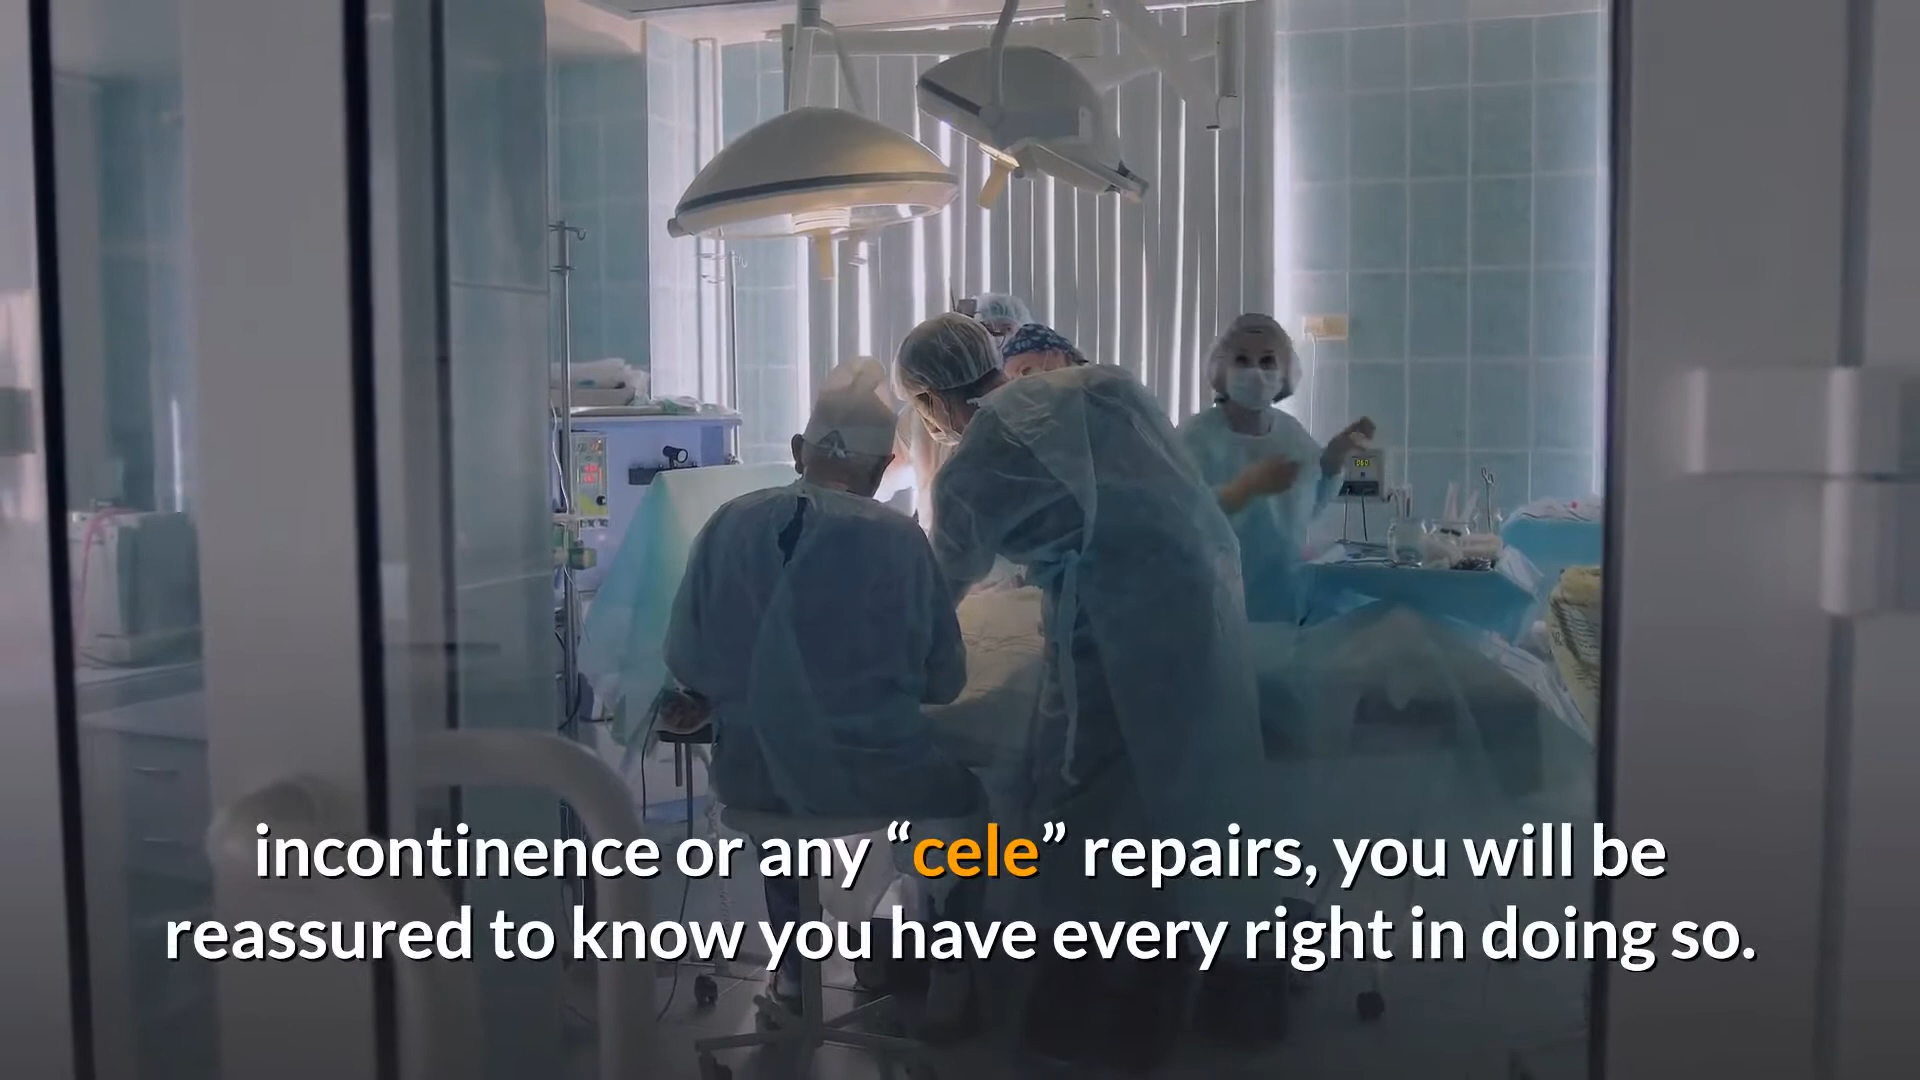 incontinence or any “cele” repairs, you will be
reassured to know you have every right in doing so.